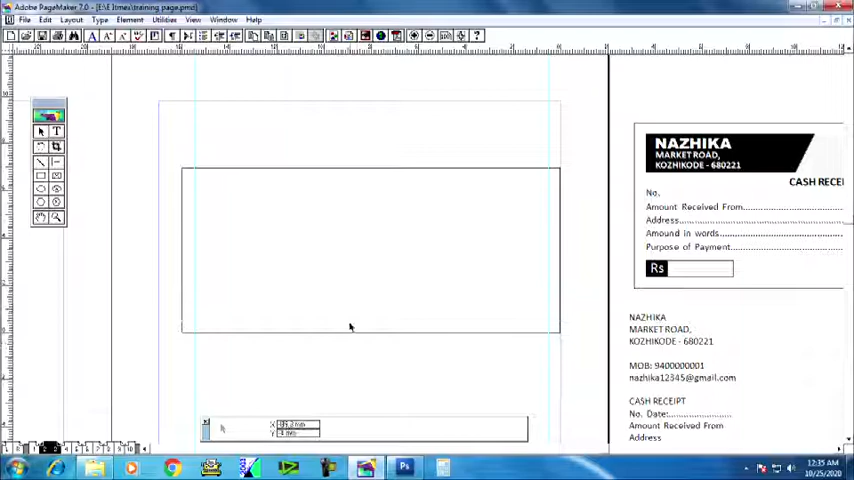 Adobe PageMaker 7.0 - [E:\E Itmes\training page.pmd]
File Edit Layout Type Element Utilities View Window Help
NAZHIKA
MARKET ROAD,
KOZHIKODE - 680221
CASH RECEI
No.
Amount Received From
Address
Amound in words
Purpose of Payment
Rs
NAZHIKA
MARKET ROAD,
KOZHIKODE - 680221
MOB: 9400000001
nazhika12345@gmail.com
CASH RECEIPT
No. Date:
Amount Received From
Address
X
Y
12:35 AM
10/25/2020